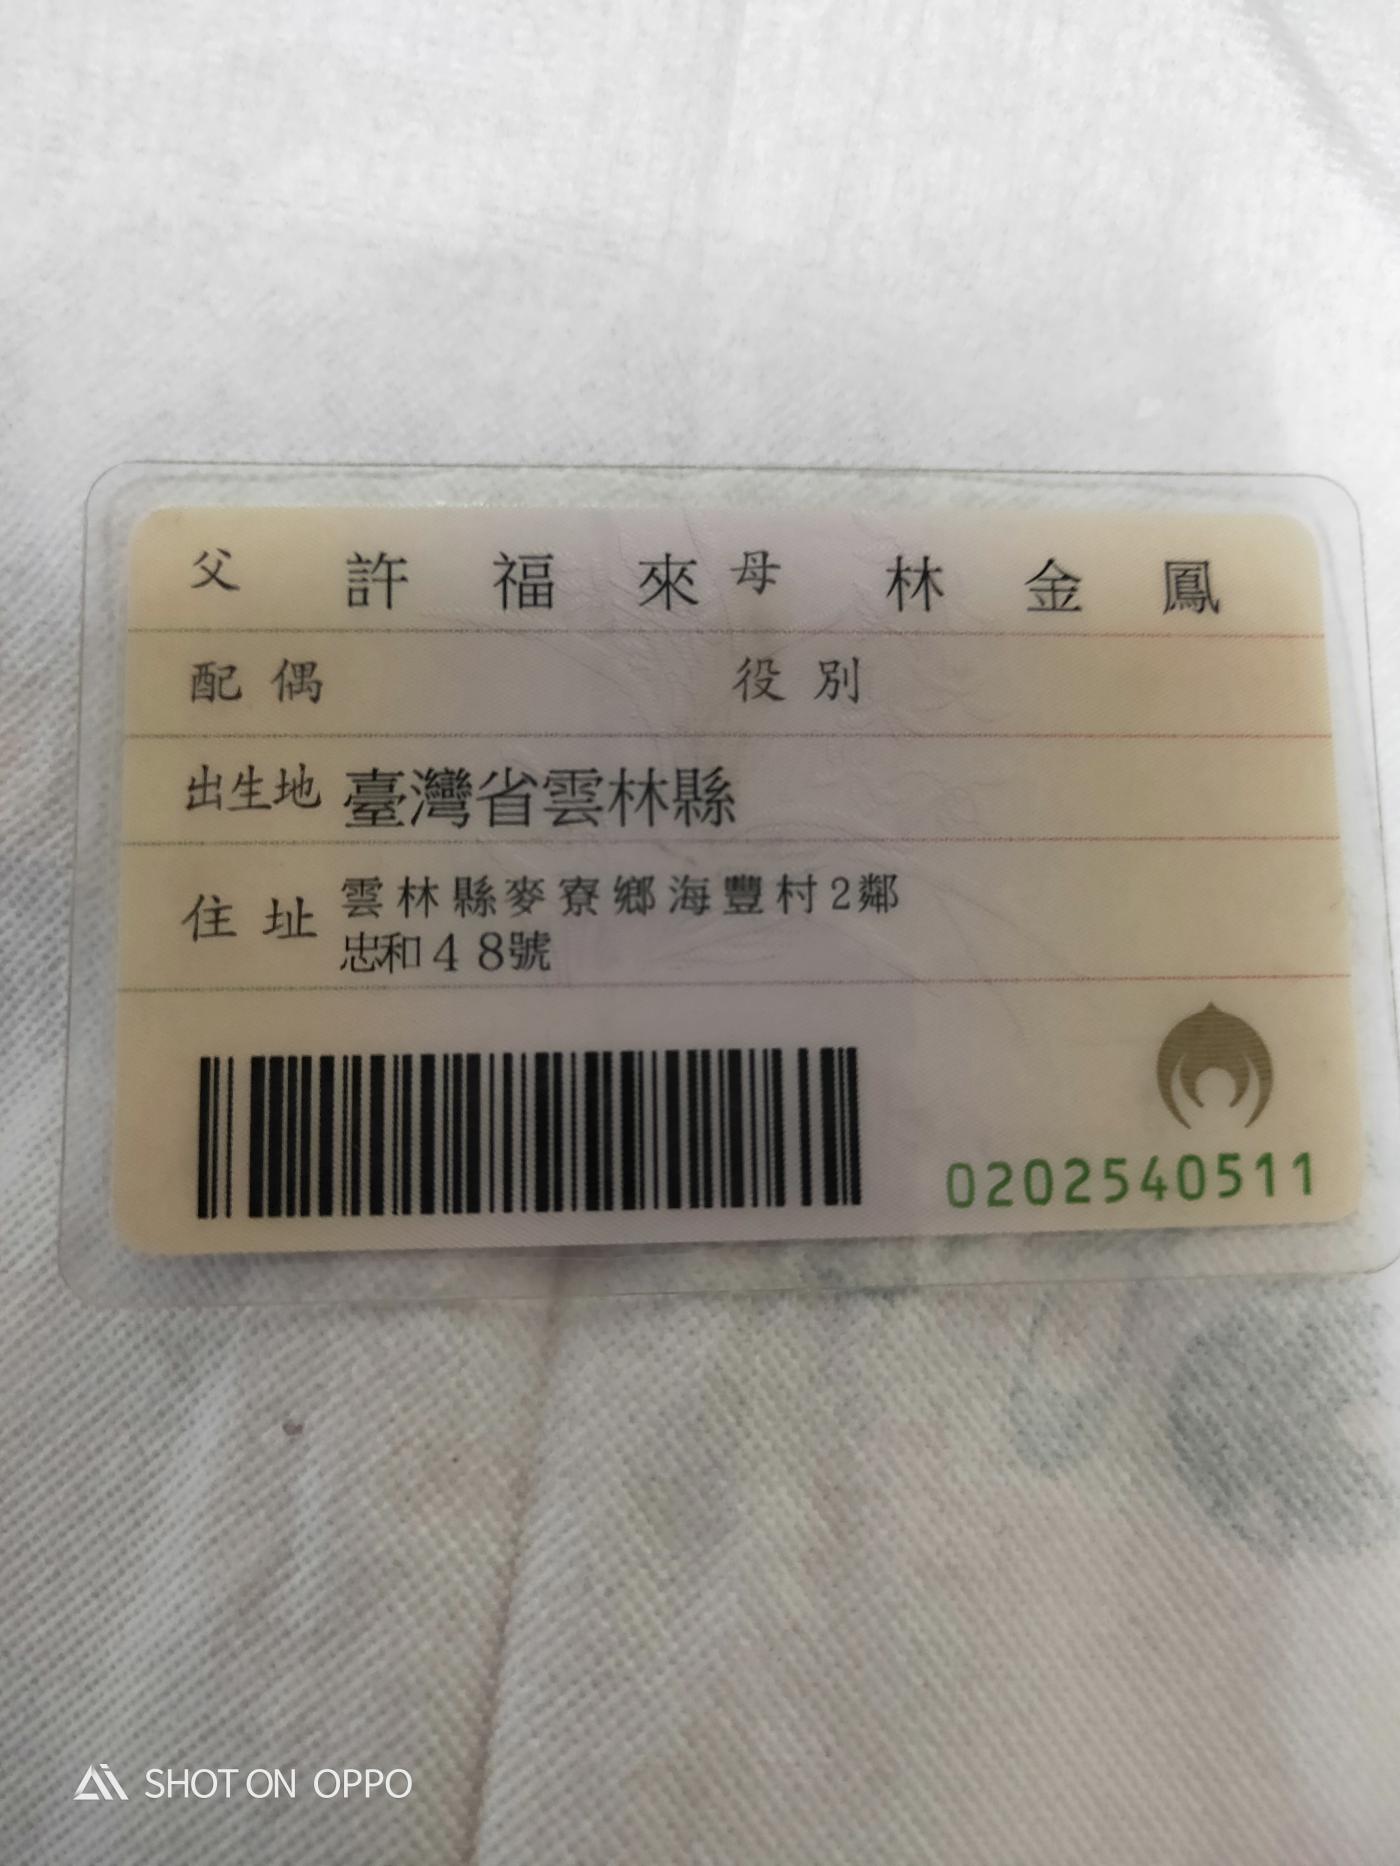 父 許福來 母 林金鳳
配偶 役別
出生地 臺灣省雲林縣
住址 雲林縣麥寮鄉海豐村2鄰
忠和48號
0202540511
SHOT ON OPPO